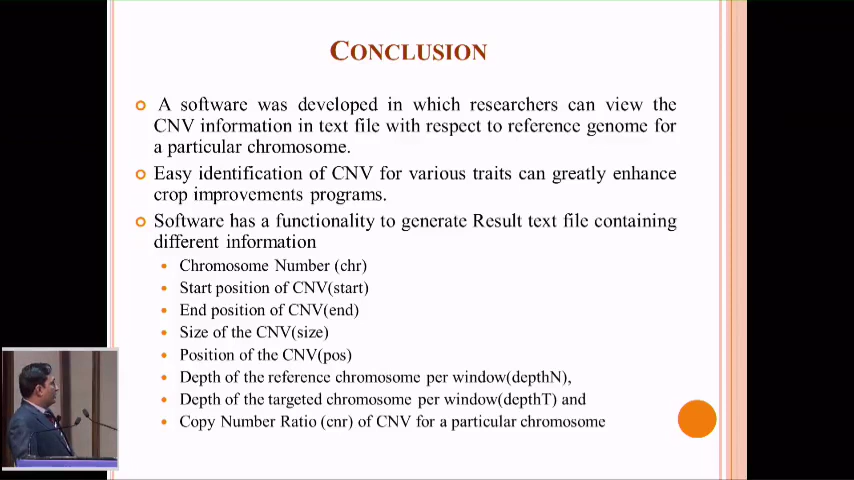 CONCLUSION
A software was developed in which researchers can view the
CNV information in text file with respect to reference genome for
a particular chromosome.
Easy identification of CNV for various traits can greatly enhance
crop improvements programs.
Software has a functionality to generate Result text file containing
different information
Chromosome Number (chr)
Start position of CNV(start)
End position of CNV(end)
Size of the CNV(size)
Position of the CNV(pos)
Depth of the reference chromosome per window(depthN),
Depth of the targeted chromosome per window(depthT) and
Copy Number Ratio (cnr) of CNV for a particular chromosome